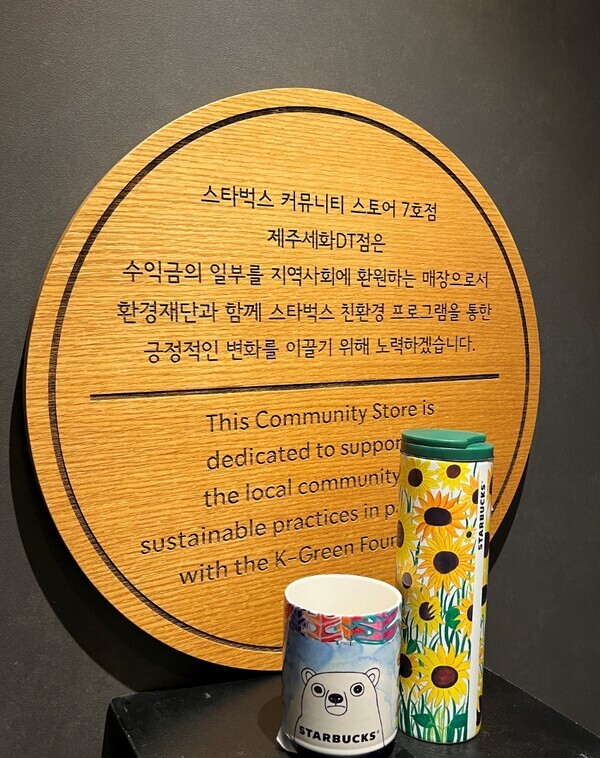 스타벅스 커뮤니티 스토어 7호점
제주세화DT점은
수익금의 일부를 지역사회에 환원하는 매장으로서
환경재단과 함께 스타벅스 친환경 프로그램을 통한
긍정적인 변화를 이끌기 위해 노력하겠습니다.
This Community Store is
dedicated to suppor
the local community
sustainable practices in p
with the K-Green Four
STARBUCKS
STARBUCKS